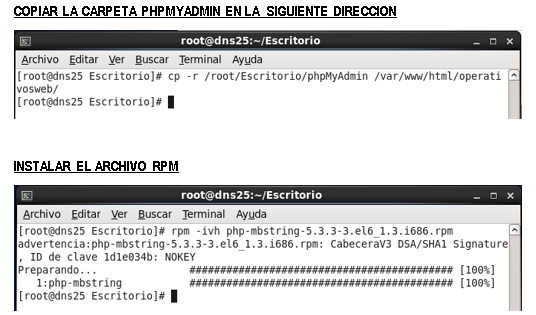 COPIAR LA CARPETA PHPMYADMIN EN LA SIGUIENTE DIRECCION
root@dns25:~/Escritorio
Archivo Editar Ver Buscar Terminal Ayuda
[root@dns25 Escritorio]# cp -r /root/Escritorio/phpMyAdmin /var/www/html/operati
vosweb/
[root@dns25 Escritorio]#
INSTALAR EL ARCHIVO RPM
root@dns25:~/Escritorio
Archivo Editar Ver Buscar Terminal Ayuda
[root@dns25 Escritorio]# rpm -ivh php-mbstring-5.3.3-3.el6_1.3.i686.rpm
advertencia:php-mbstring-5.3.3-3.el6_1.3.i686.rpm: CabeceraV3 DSA/SHA1 Signature
, ID de clave 1d1e034b: NOKEY
Preparando... ########################################### [100%]
1:php-mbstring ########################################### [100%]
[root@dns25 Escritorio]#